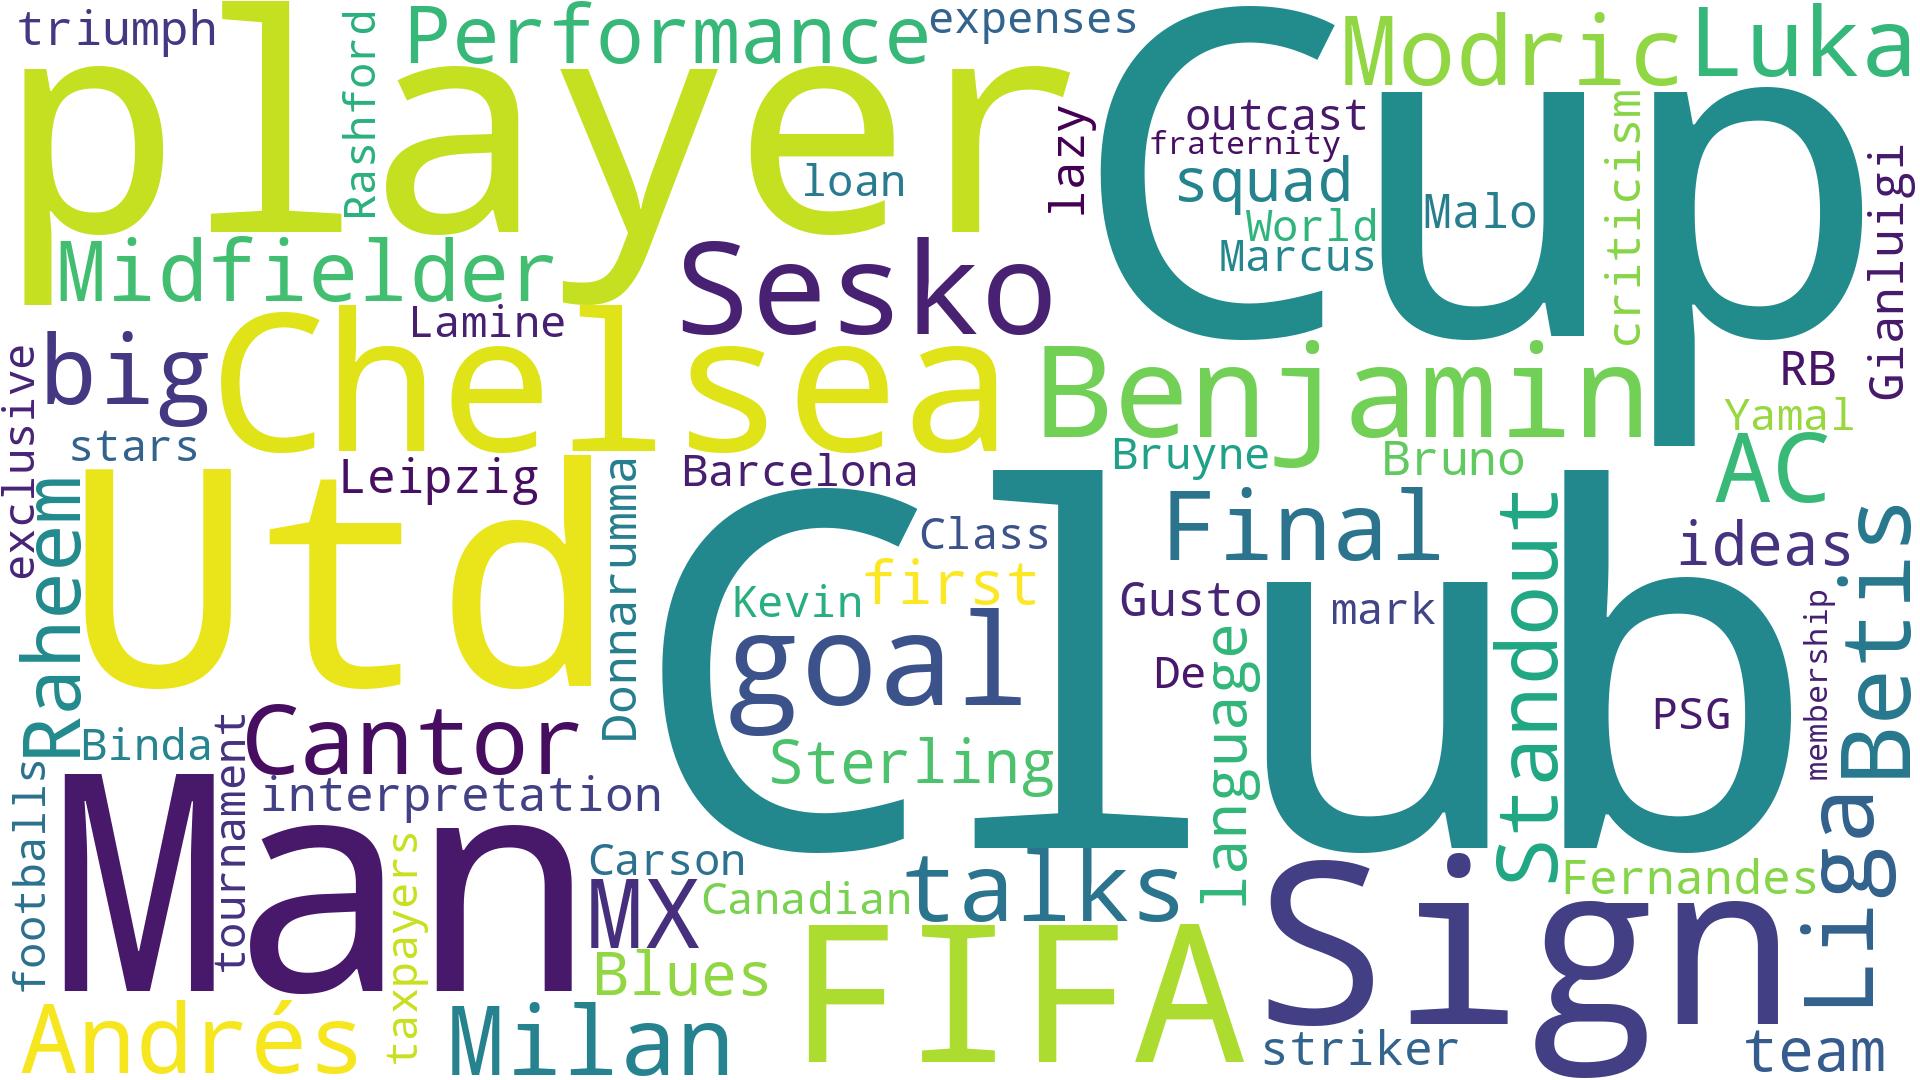 triumph
Performance
expenses
Modric
Luka
player
Cup
Rashford
loan
lazy
outcast
fraternity
squad
World
Marcus
Malo
criticism
Gianluigi
Midfielder
Sesko
Lamine
big
Chelsea
Benjamin
RB
Yamal
exclusive
stars
Leipzig
Barcelona
Bruyne
Bruno
AC
Raheem
Utd
Donnarumma
Club
Class
first
Kevin
goal
Sterling
Final
Gusto
mark
De
language
Standout
ideas
PSG
membership
Betis
Binda
tournament
Cantor
interpretation
footballs
Man
taxpayers
Carson
MX
Canadian
talks
Blues
FIFA
Sign
Fernandes
Liga
Andrés
Milan
striker
team